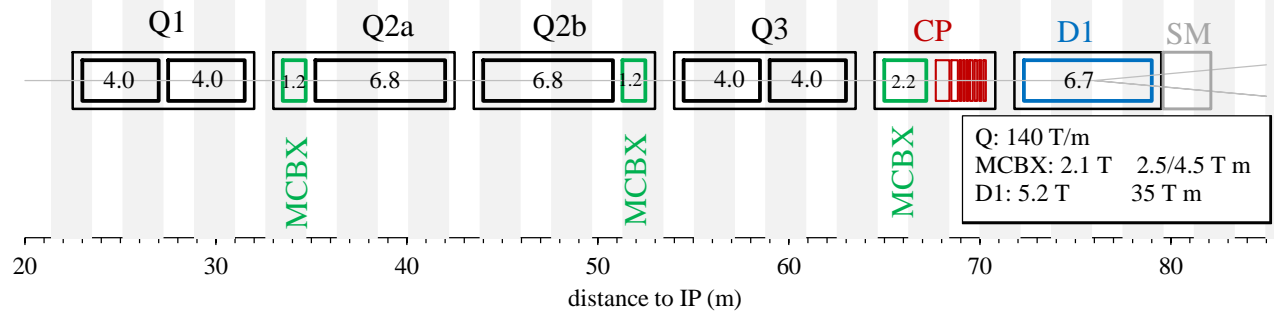 Q1 Q2a Q2b Q3 CP D1 SM
4.0 4.0 1.2 6.8 6.8 1.2 4.0 4.0 2.2 6.7
MCBX MCBX MCBX
Q: 140 T/m
MCBX: 2.1 T 2.5/4.5 T m
D1: 5.2 T 35 T m
20 30 40 50 60 70 80
distance to IP (m)